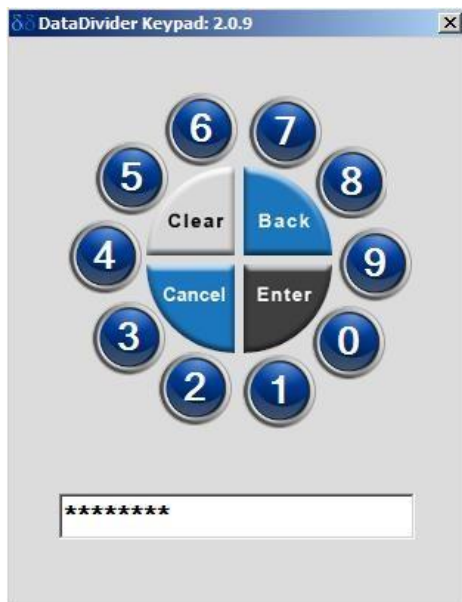 δδ DataDivider Keypad: 2.0.9
6 7
5 8
Clear Back
4 9
Cancel Enter
3 0
2 1
********